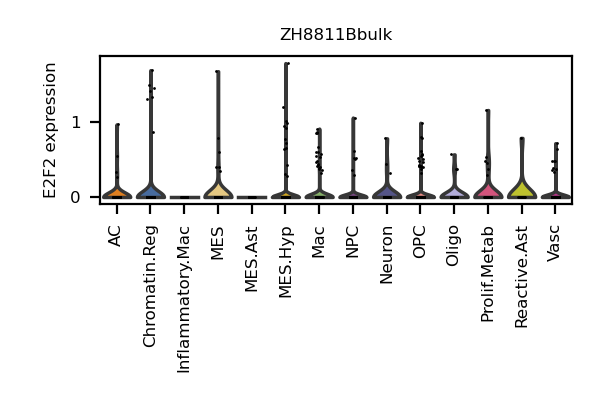 ZH8811Bbulk
E2F2 expression
1
0
AC
Chromatin.Reg
Inflammatory.Mac
MES
MES.Ast
MES.Hyp
Mac
NPC
Neuron
OPC
Oligo
Prolif.Metab
Reactive.Ast
Vasc